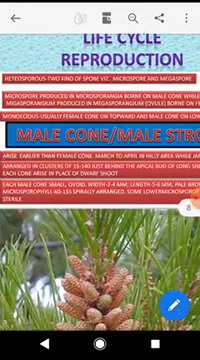 LIFE CYCLE
REPRODUCTION
HETEOSPOROUS-TWO KIND OF SPORE VIZ.. MICROSPORE AND MEGASPORE
MICROSPORE PRODUCED IN MICROSPORANGIA BORNE ON MALE CONE WHILE
MEGASPORANGIUM PRODUCED IN MEGASPORANGIUM (OVULE) BORNE ON F
MONOECIOUS-USUALLY FEMALE CONE ON TOPWARD AND MALE CONE ON LOW
MALE CONE/MALE STRO
ARISE EARLIER THAN FEMALE CONE. MARCH TO APRIL IN HILLY AREA WHILE JAN
ARRANGED IN CLUSTERS OF 15-140 JUST BEHIND THE APICAL BUD OF LONG SH
EACH CONE ARISE IN PLACE OF DWARF SHOOT
EACH MALE CONE SMALL, OVOID. WIDTH-2-4 MM; LENGTH-5-6 MM, PALE BRO
MICROSPOROPHYLL-60-155 SPIRALLY ARRANGED. SOME LOWERMICROSPOROP
STERILE.
8